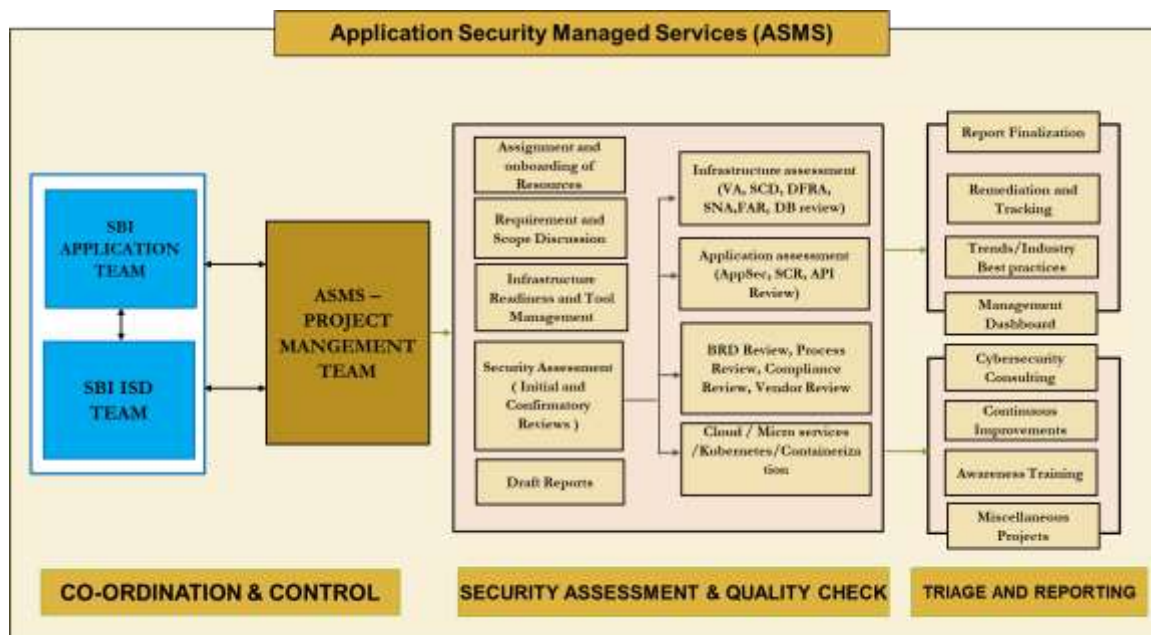 Application Security Managed Services (ASMS)
SBI
APPLICATION
TEAM
SBI ISD
TEAM
ASMS –
PROJECT
MANGEMENT
TEAM
Assignment and
onboarding of
Resources
Requirement and
Scope Discussion
Infrastructure
Readiness and Tool
Management
Security Assessment
( Initial and
Confirmatory
Reviews )
Draft Reports
Infrastructure assessment
(VA, SCD, DFRA,
SNA,FAR, DB review)
Application assessment
(AppSec, SCR, API
Review)
BRD Review, Process
Review, Compliance
Review, Vendor Review
Cloud / Micro services
/Kubernetes/Containeriza
tion
Report Finalization
Remediation and
Tracking
Trends/Industry
Best practices
Management
Dashboard
Cybersecurity
Consulting
Continuous
Improvements
Awareness Training
Miscellaneous
Projects
CO-ORDINATION & CONTROL
SECURITY ASSESSMENT & QUALITY CHECK
TRIAGE AND REPORTING